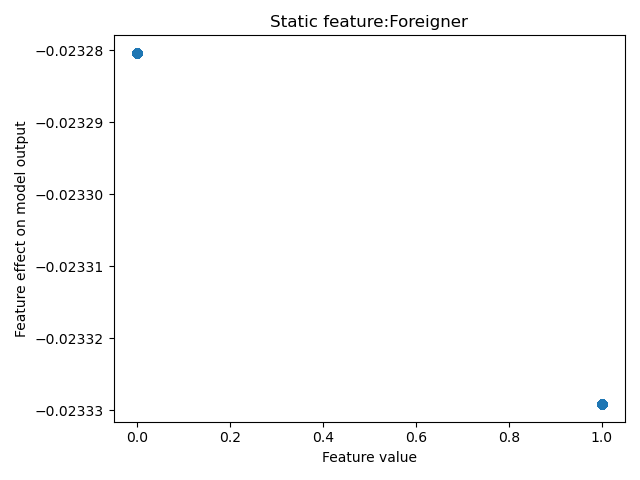 Static feature:Foreigner
Feature effect on model output
−0.02328
−0.02329
−0.02330
−0.02331
−0.02332
−0.02333
0.0 0.2 0.4 0.6 0.8 1.0
Feature value